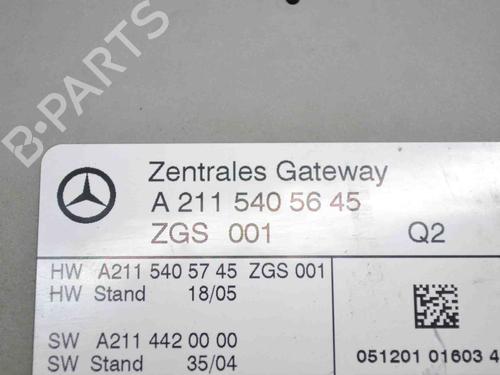 B-PARTS
Zentrales Gateway
A 211 540 56 45
ZGS 001 Q2
HW A211 540 57 45 ZGS 001
HW Stand 18/05
SW A211 442 00 00
SW Stand 35/04
051201 01603 4